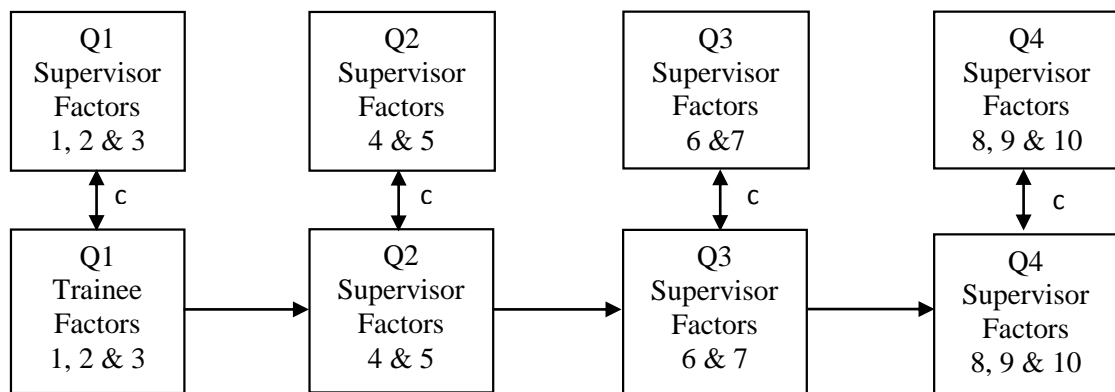 Q1
Supervisor
Factors
1, 2 & 3
Q2
Supervisor
Factors
4 & 5
Q3
Supervisor
Factors
6 &7
Q4
Supervisor
Factors
8, 9 & 10
c
c
c
c
Q1
Trainee
Factors
1, 2 & 3
Q2
Supervisor
Factors
4 & 5
Q3
Supervisor
Factors
6 & 7
Q4
Supervisor
Factors
8, 9 & 10